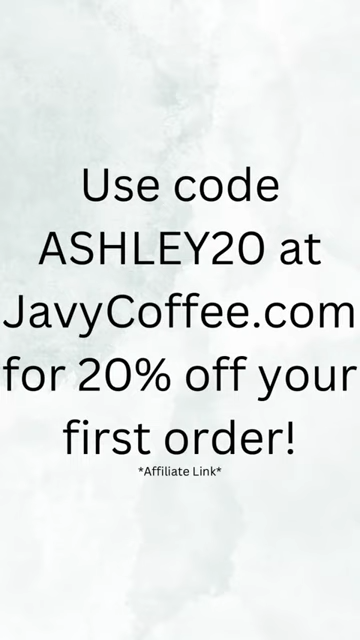 Use code
ASHLEY20 at
JavyCoffee.com
for 20% off your
first order!
*Affiliate Link*